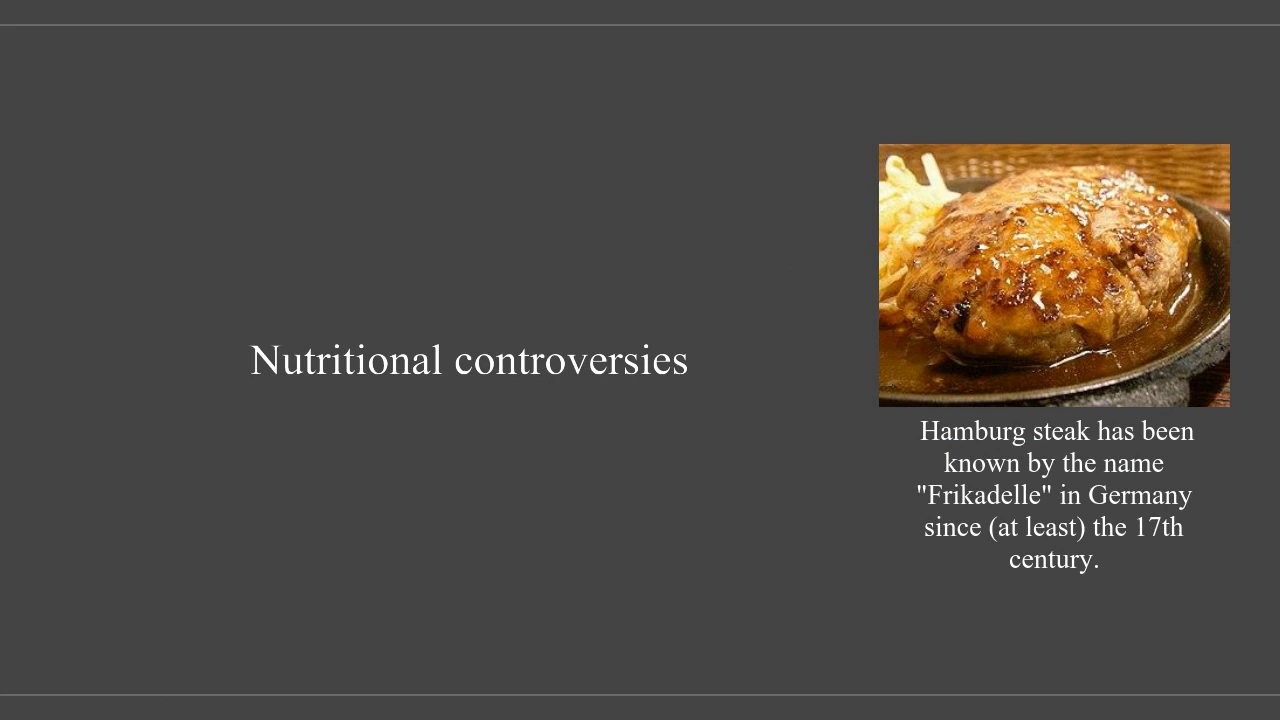 Nutritional controversies
Hamburg steak has been
known by the name
"Frikadelle" in Germany
since (at least) the 17th
century.